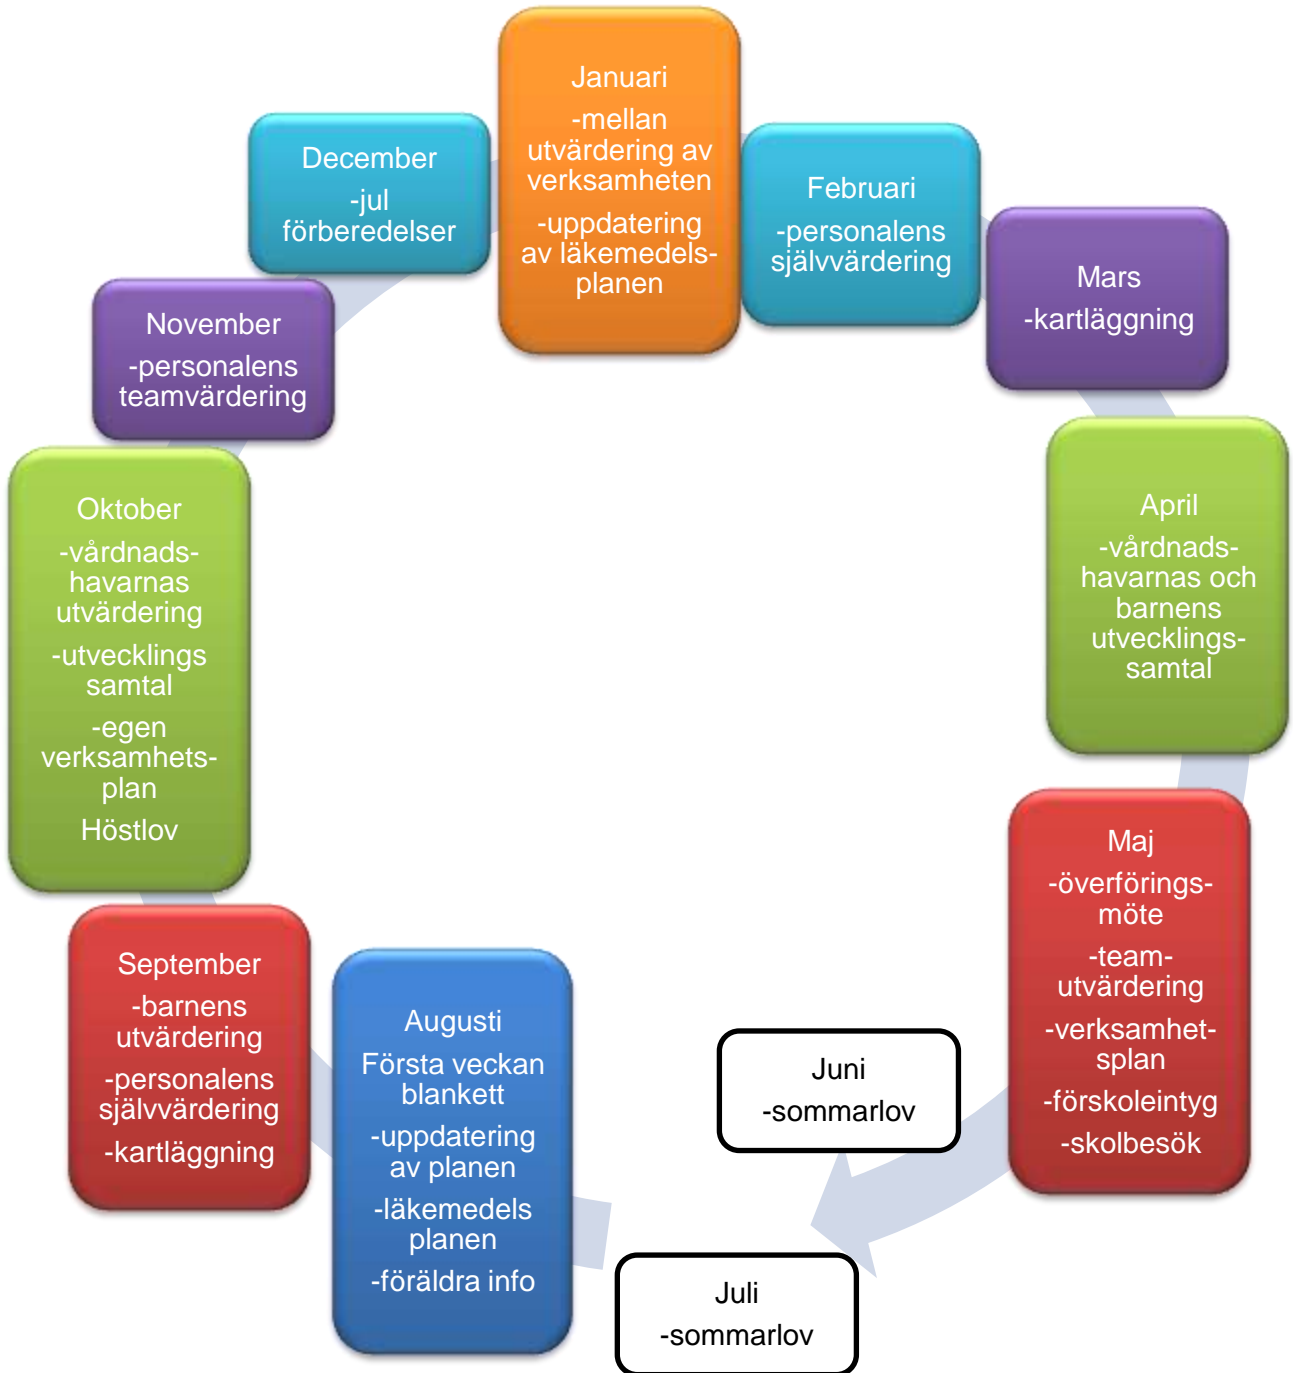 Januari
-mellan
utvärdering av
verksamheten
-uppdatering
av läkemedels-
planen
Februari
-personalens
självvärdering
Mars
-kartläggning
April
-vårdnads-
havarnas och
barnens
utvecklings-
samtal
Maj
-överförings-
möte
-team-
utvärdering
-verksamhet-
splan
-förskoleintyg
-skolbesök
Juni
-sommarlov
Juli
-sommarlov
Augusti
Första veckan
blankett
-uppdatering
av planen
-läkemedels
planen
-föräldra info
September
-barnens
utvärdering
-personalens
självvärdering
-kartläggning
Oktober
-vårdnads-
havarnas
utvärdering
-utvecklings
samtal
-egen
verksamhets-
plan
Höstlov
November
-personalens
teamvärdering
December
-jul
förberedelser